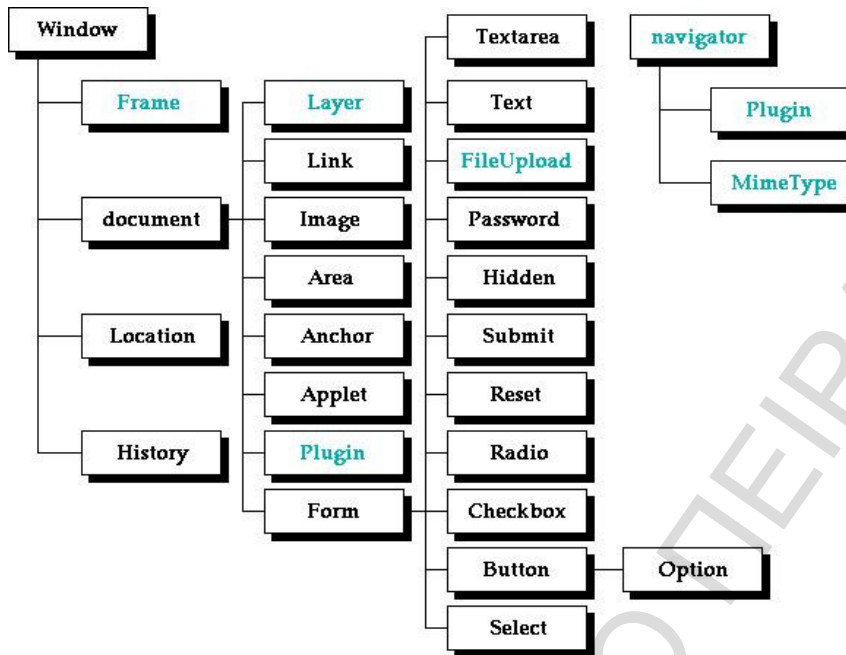 Window
Frame
document
Location
History
Layer
Link
Image
Area
Anchor
Applet
Plugin
Form
Textarea
Text
FileUpload
Password
Hidden
Submit
Reset
Radio
Checkbox
Button
Select
Option
navigator
Plugin
MimeType
Ο ΠΕΙΡ